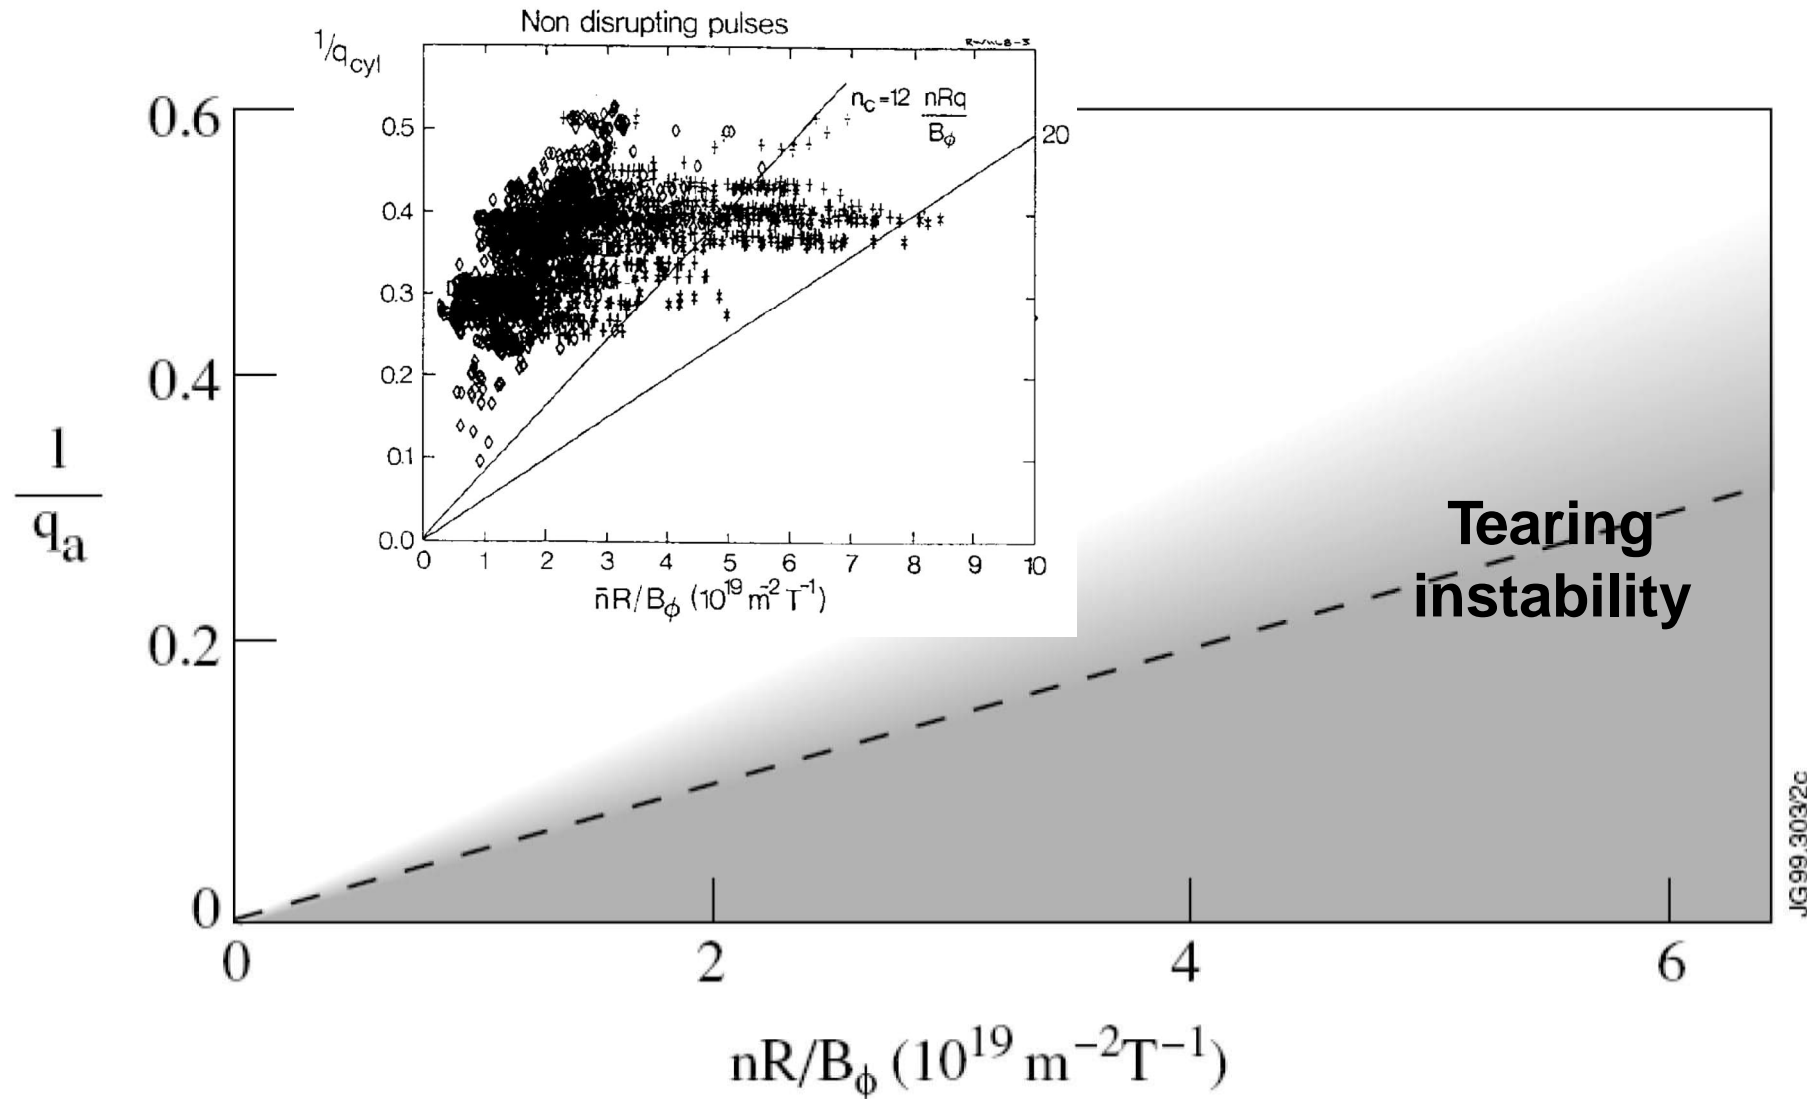 Non disrupting pulses
1/q_cyl
n_c=12 nRq
B_ϕ
20
0.5
0.4
0.3
0.2
0.1
0.0
0 1 2 3 4 5 6 7 8 9 10
n̄R/B_ϕ (10^19 m^-2 T^-1)
0.6
0.4
0.2
0
1
q_a
Tearing
instability
0 2 4 6
nR/B_ϕ (10^19 m^−2T^−1)
JG99.303/2c